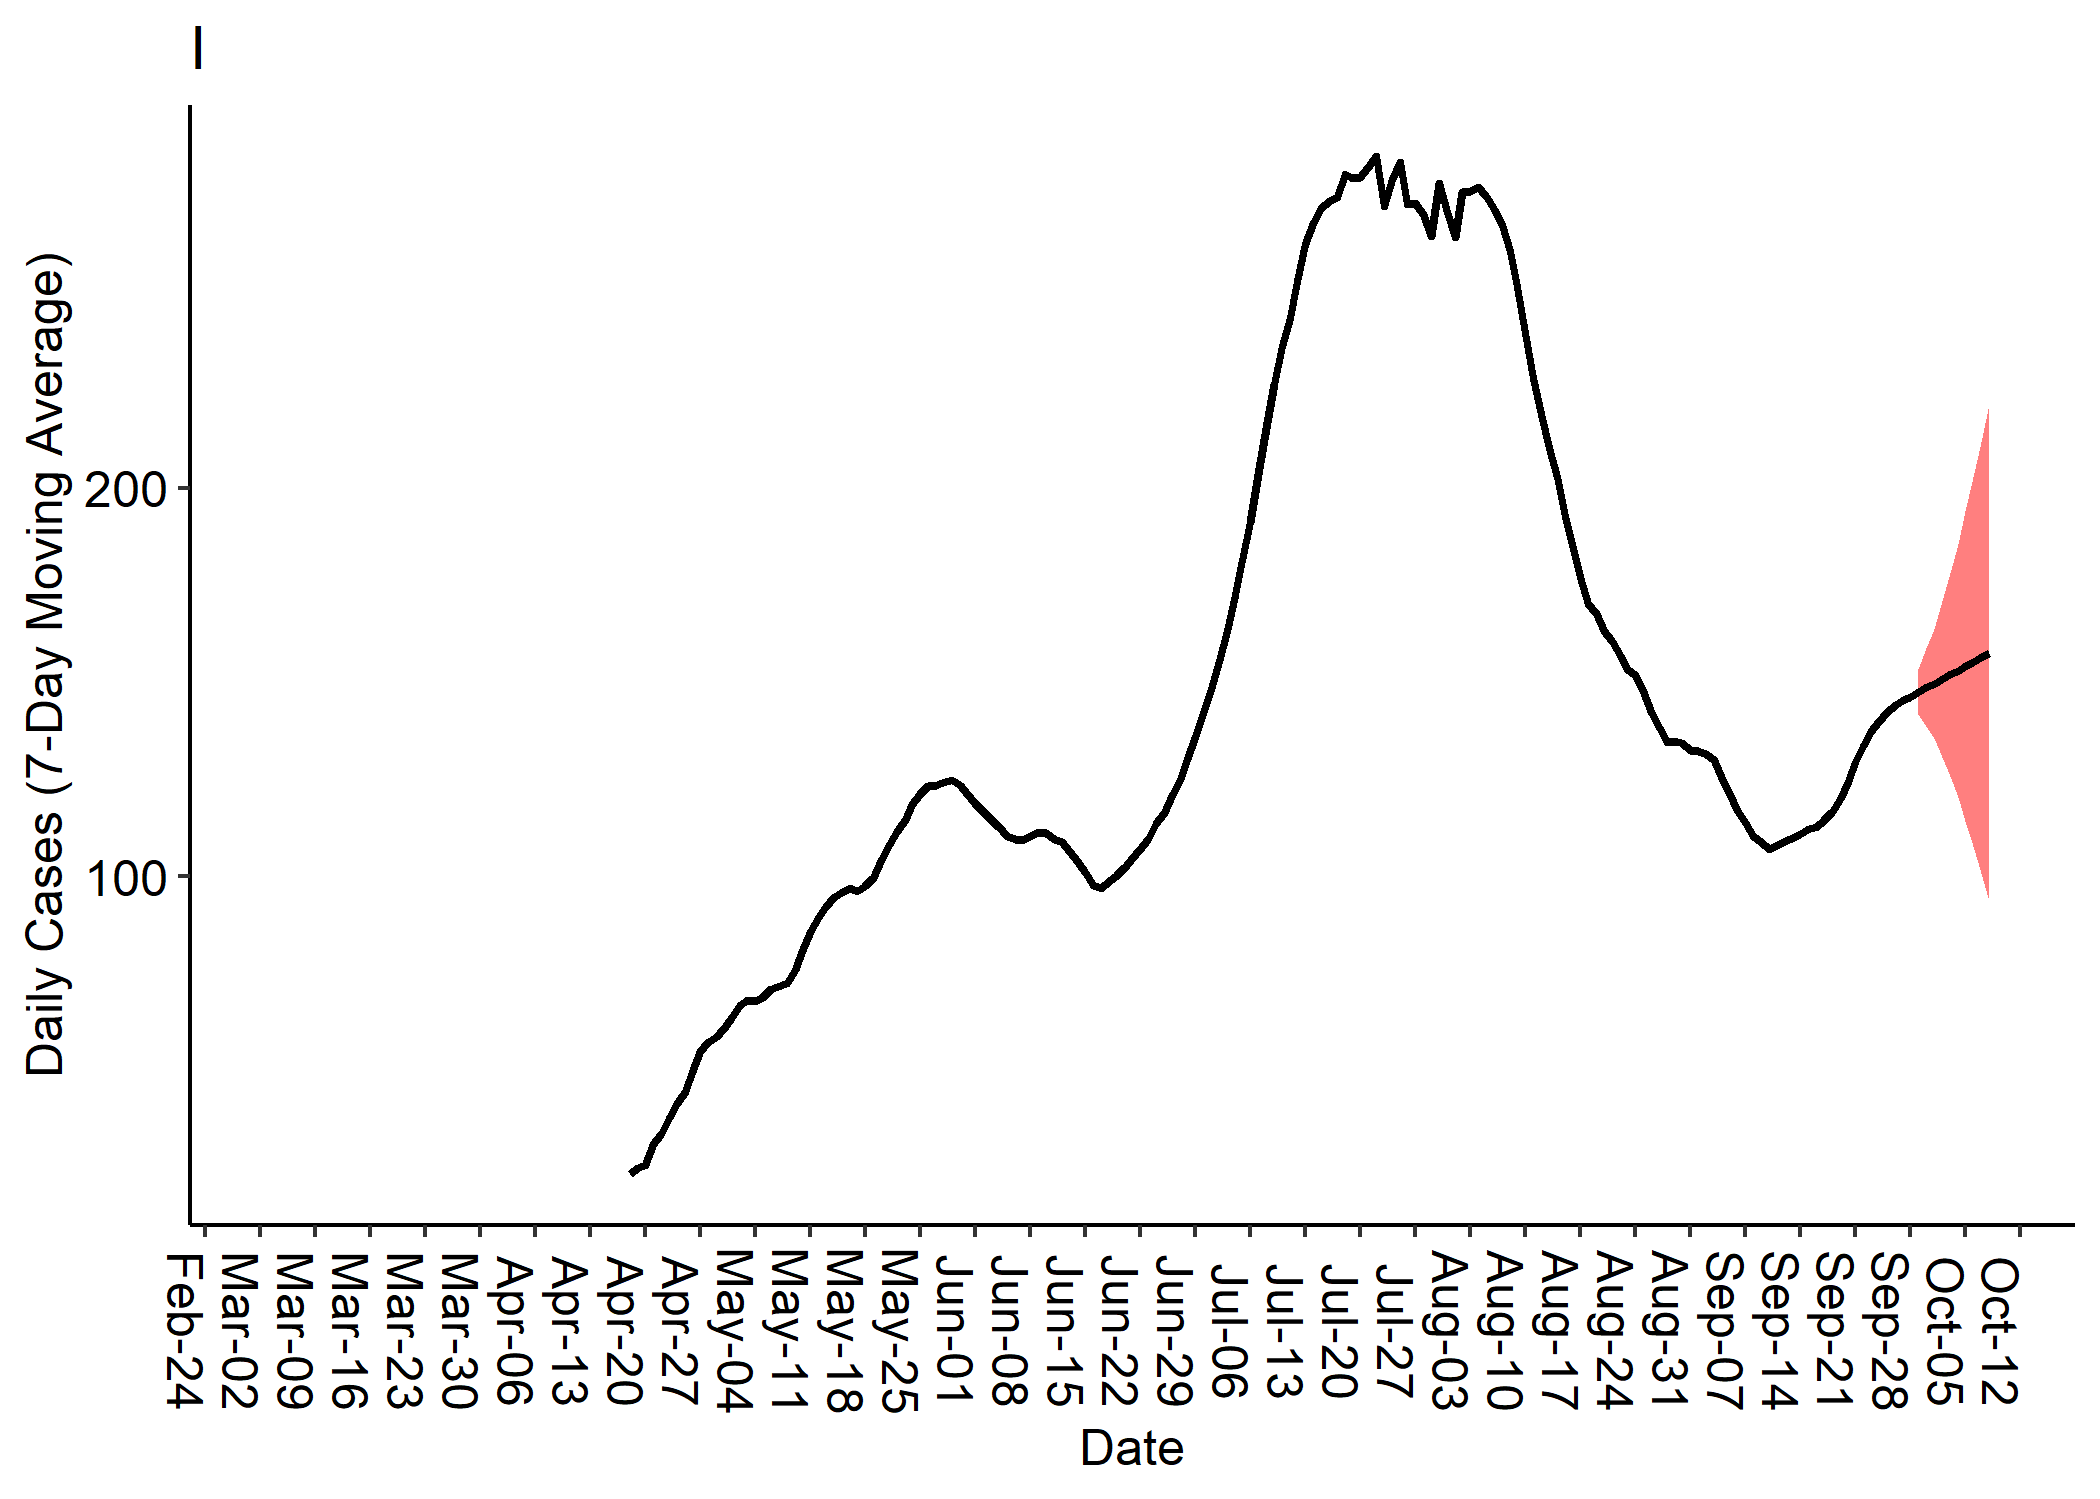 I
Daily Cases (7-Day Moving Average)
200
100
Feb-24
Mar-02
Mar-09
Mar-16
Mar-23
Mar-30
Apr-06
Apr-13
Apr-20
Apr-27
May-04
May-11
May-18
May-25
Jun-01
Jun-08
Jun-15
Jun-22
Jun-29
Jul-06
Jul-13
Jul-20
Jul-27
Aug-03
Aug-10
Aug-17
Aug-24
Aug-31
Sep-07
Sep-14
Sep-21
Sep-28
Oct-05
Oct-12
Date